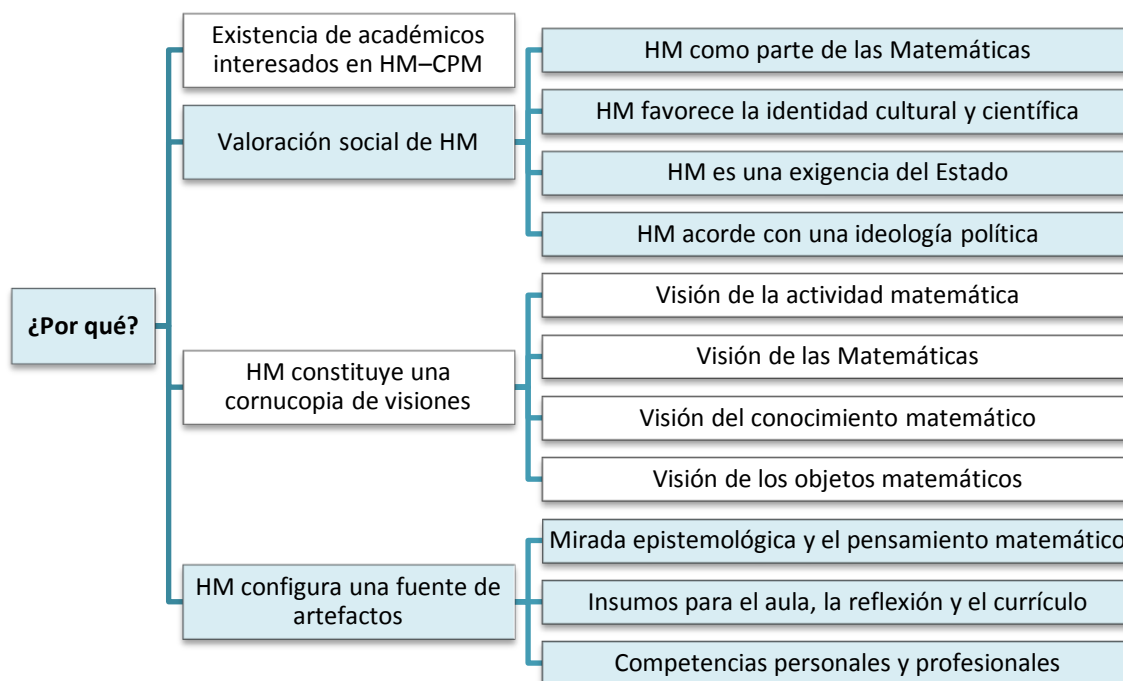 ¿Por qué?
Existencia de académicos
interesados en HM–CPM
Valoración social de HM
HM como parte de las Matemáticas
HM favorece la identidad cultural y científica
HM es una exigencia del Estado
HM acorde con una ideología política
HM constituye una
cornucopia de visiones
Visión de la actividad matemática
Visión de las Matemáticas
Visión del conocimiento matemático
Visión de los objetos matemáticos
HM configura una fuente de
artefactos
Mirada epistemológica y el pensamiento matemático
Insumos para el aula, la reflexión y el currículo
Competencias personales y profesionales